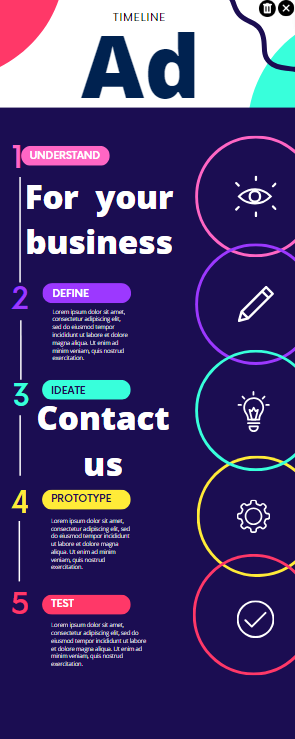 TIMELINE
Ad
1
UNDERSTAND
For your
business
2
DEFINE
Lorem ipsum dolor sit amet,
consectetur adipiscing elit,
sed do eiusmod tempor
incididunt ut labore et dolore
magna aliqua. Ut enim ad
minim veniam, quis nostrud
exercitation.
3
IDEATE
Contact
us
4
PROTOTYPE
Lorem ipsum dolor sit amet,
consectetur adipiscing elit, sed
do eiusmod tempor incididunt
ut labore et dolore magna
aliqua. Ut enim ad minim
veniam, quis nostrud
exercitation.
5
TEST
Lorem ipsum dolor sit amet,
consectetur adipiscing elit, sed do
eiusmod tempor incididunt ut labore
et dolore magna aliqua. Ut enim ad
minim veniam, quis nostrud
exercitation.